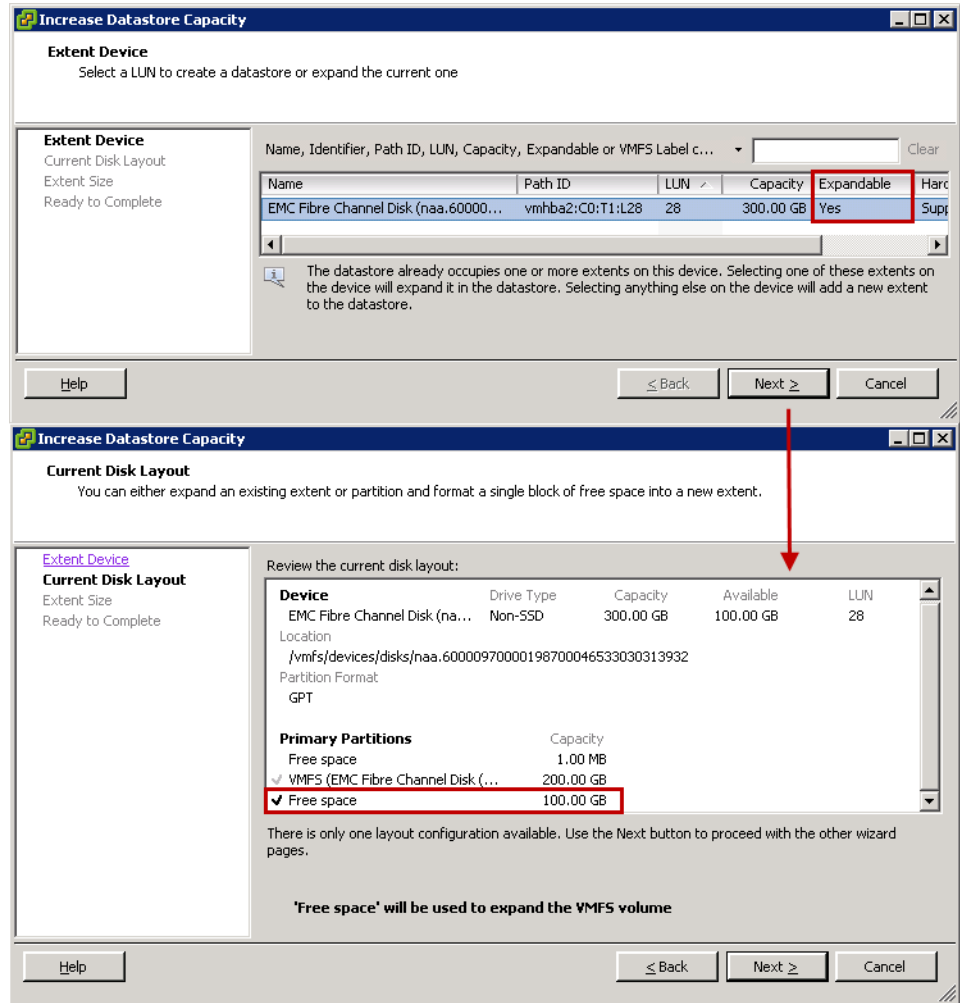 Increase Datastore Capacity
Extent Device
Select a LUN to create a datastore or expand the current one
Extent Device
Current Disk Layout
Extent Size
Ready to Complete
Name, Identifier, Path ID, LUN, Capacity, Expandable or VMFS Label c...
Clear
Name Path ID LUN Capacity Expandable Hard
EMC Fibre Channel Disk (naa.60000... vmhba2:C0:T1:L28 28 300.00 GB Yes Supp
The datastore already occupies one or more extents on this device. Selecting one of these extents on
the device will expand it in the datastore. Selecting anything else on the device will add a new extent
to the datastore.
Help
≤ Back
Next ≥
Cancel
Increase Datastore Capacity
Current Disk Layout
You can either expand an existing extent or partition and format a single block of free space into a new extent.
Extent Device
Current Disk Layout
Extent Size
Ready to Complete
Review the current disk layout:
Device Drive Type Capacity Available LUN
EMC Fibre Channel Disk (na... Non-SSD 300.00 GB 100.00 GB 28
Location
/vmfs/devices/disks/naa.60000970000198700046533030313932
Partition Format
GPT
Primary Partitions Capacity
Free space 1.00 MB
VMFS (EMC Fibre Channel Disk (... 200.00 GB
Free space 100.00 GB
There is only one layout configuration available. Use the Next button to proceed with the other wizard
pages.
'Free space' will be used to expand the VMFS volume
Help
≤ Back
Next ≥
Cancel